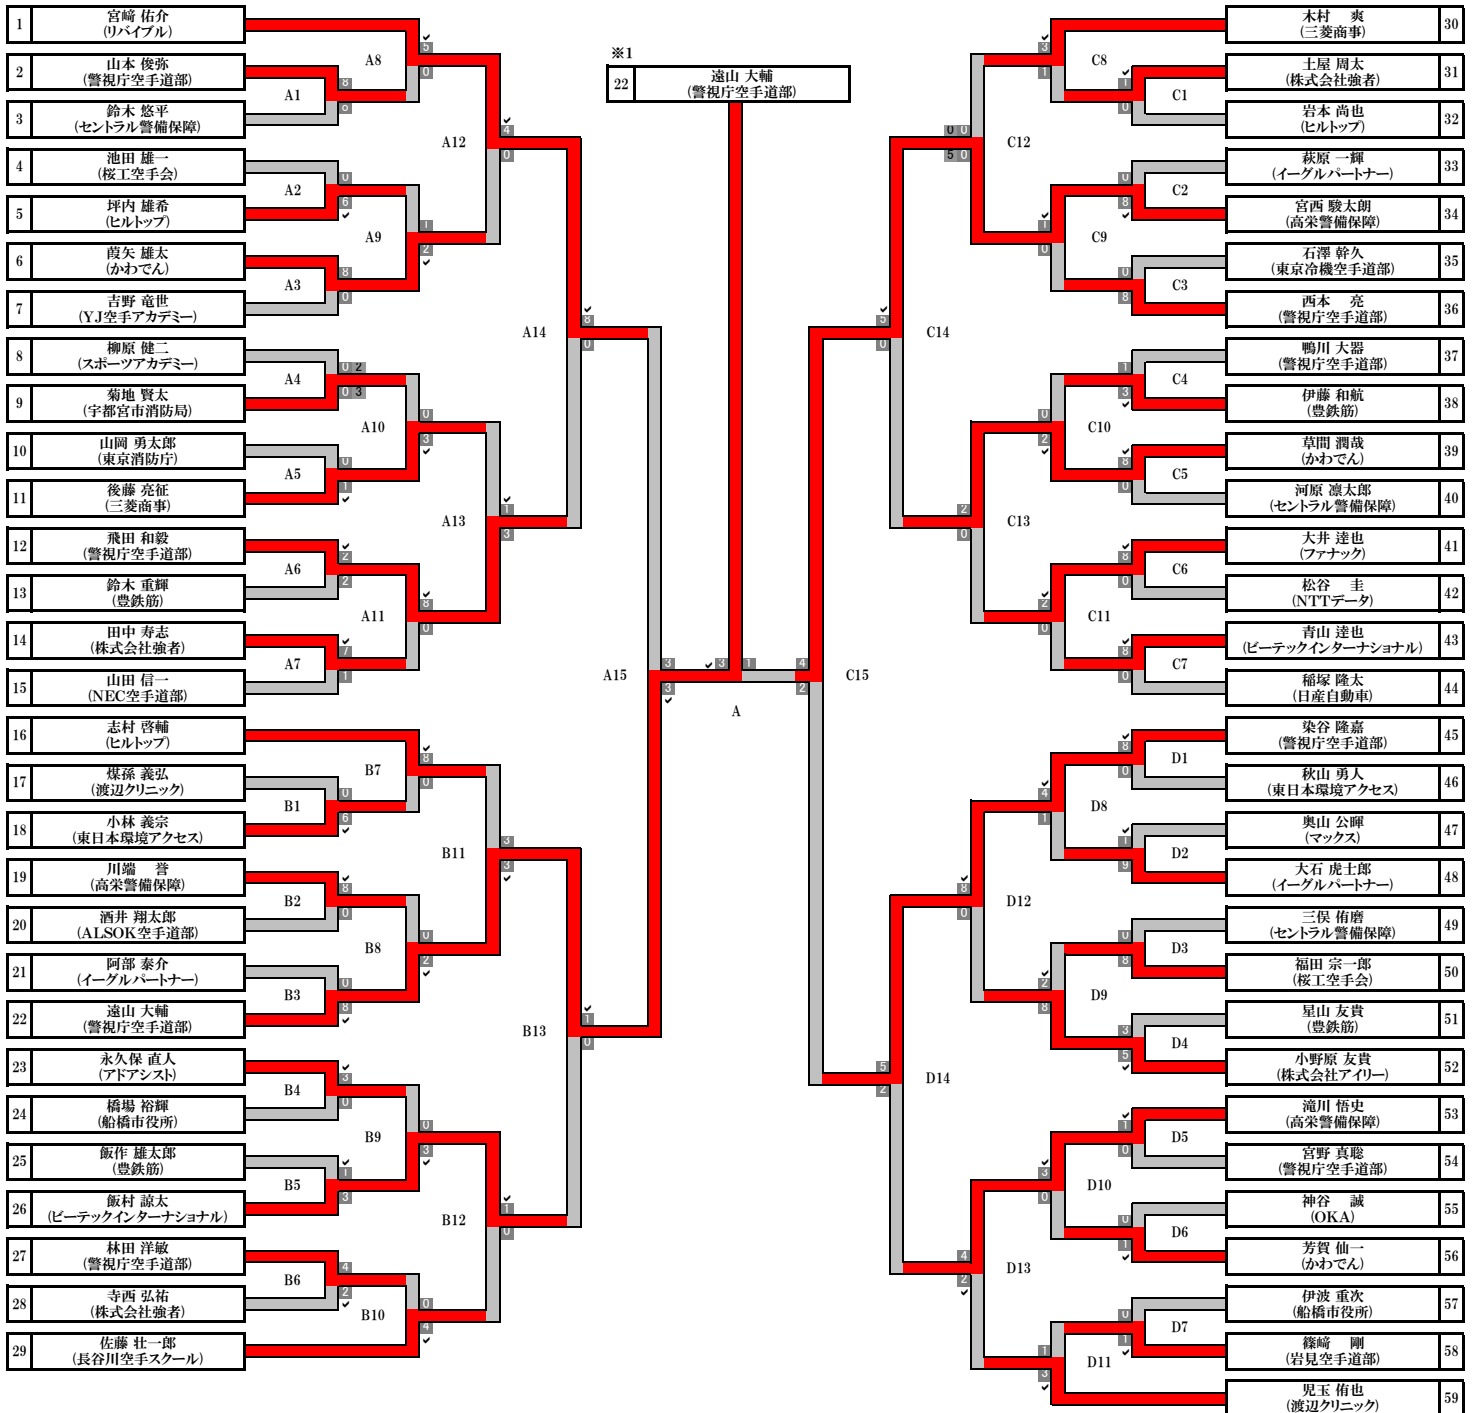 ※1
22
遠山 大輔
(警視庁空手道部)
1
宮﨑 佑介
(リバイブル)
2
山本 俊弥
(警視庁空手道部)
3
鈴木 悠平
(セントラル警備保障)
4
池田 雄一
(桜工空手会)
5
坪内 雄希
(ヒルトップ)
6
葭矢 雄太
(かわでん)
7
吉野 竜世
(YJ空手アカデミー)
8
柳原 健二
(スポーツアカデミー)
9
菊地 賢太
(宇都宮市消防局)
10
山岡 勇太郎
(東京消防庁)
11
後藤 亮征
(三菱商事)
12
飛田 和毅
(警視庁空手道部)
13
鈴木 重輝
(豊鉄筋)
14
田中 寿志
(株式会社強者)
15
山田 信一
(NEC空手道部)
16
志村 啓輔
(ヒルトップ)
17
煤孫 義弘
(渡辺クリニック)
18
小林 義宗
(東日本環境アクセス)
19
川端 誉
(高栄警備保障)
20
酒井 翔太郎
(ALSOK空手道部)
21
阿部 泰介
(イーグルパートナー)
22
遠山 大輔
(警視庁空手道部)
23
永久保 直人
(アドアシスト)
24
橋場 裕輝
(船橋市役所)
25
飯作 雄太郎
(豊鉄筋)
26
飯村 諒太
(ビーテックインターナショナル)
27
林田 洋敏
(警視庁空手道部)
28
寺西 弘祐
(株式会社強者)
29
佐藤 壮一郎
(長谷川空手スクール)
A1
A2
A3
A4
A5
A6
A7
B1
B2
B3
B4
B5
B6
A8
A9
A10
A11
B7
B8
B9
B10
A12
A13
B11
B12
A14
B13
A15
A
C15
C14
D14
C12
C13
D12
D13
C8
C9
C10
C11
D8
D9
D10
D11
C1
C2
C3
C4
C5
C6
C7
D1
D2
D3
D4
D5
D6
D7
木村 爽
(三菱商事)
30
土屋 周太
(株式会社強者)
31
岩本 尚也
(ヒルトップ)
32
萩原 一輝
(イーグルパートナー)
33
宮西 駿太朗
(高栄警備保障)
34
石澤 幹久
(東京冷機空手道部)
35
西本 亮
(警視庁空手道部)
36
鴨川 大器
(警視庁空手道部)
37
伊藤 和航
(豊鉄筋)
38
草間 潤哉
(かわでん)
39
河原 凛太郎
(セントラル警備保障)
40
大井 達也
(ファナック)
41
松谷 圭
(NTTデータ)
42
青山 達也
(ビーテックインターナショナル)
43
稲塚 隆太
(日産自動車)
44
染谷 隆嘉
(警視庁空手道部)
45
秋山 勇人
(東日本環境アクセス)
46
奥山 公暉
(マックス)
47
大石 虎士郎
(イーグルパートナー)
48
三俣 侑磨
(セントラル警備保障)
49
福田 宗一郎
(桜工空手会)
50
星山 友貴
(豊鉄筋)
51
小野原 友貴
(株式会社アイリー)
52
滝川 悟史
(高栄警備保障)
53
宮野 真聡
(警視庁空手道部)
54
神谷 誠
(OKA)
55
芳賀 仙一
(かわでん)
56
伊波 重次
(船橋市役所)
57
篠﨑 剛
(岩見空手道部)
58
児玉 侑也
(渡辺クリニック)
59